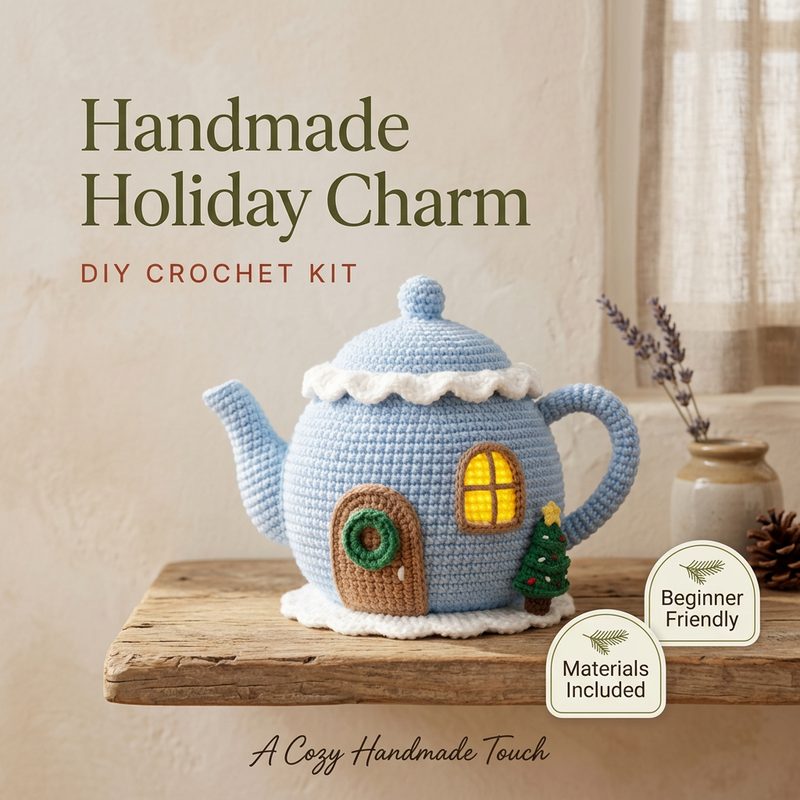 Handmade
Holiday Charm
DIY CROCHET KIT
Beginner
Friendly
Materials
Included
A Cozy Handmade Touch